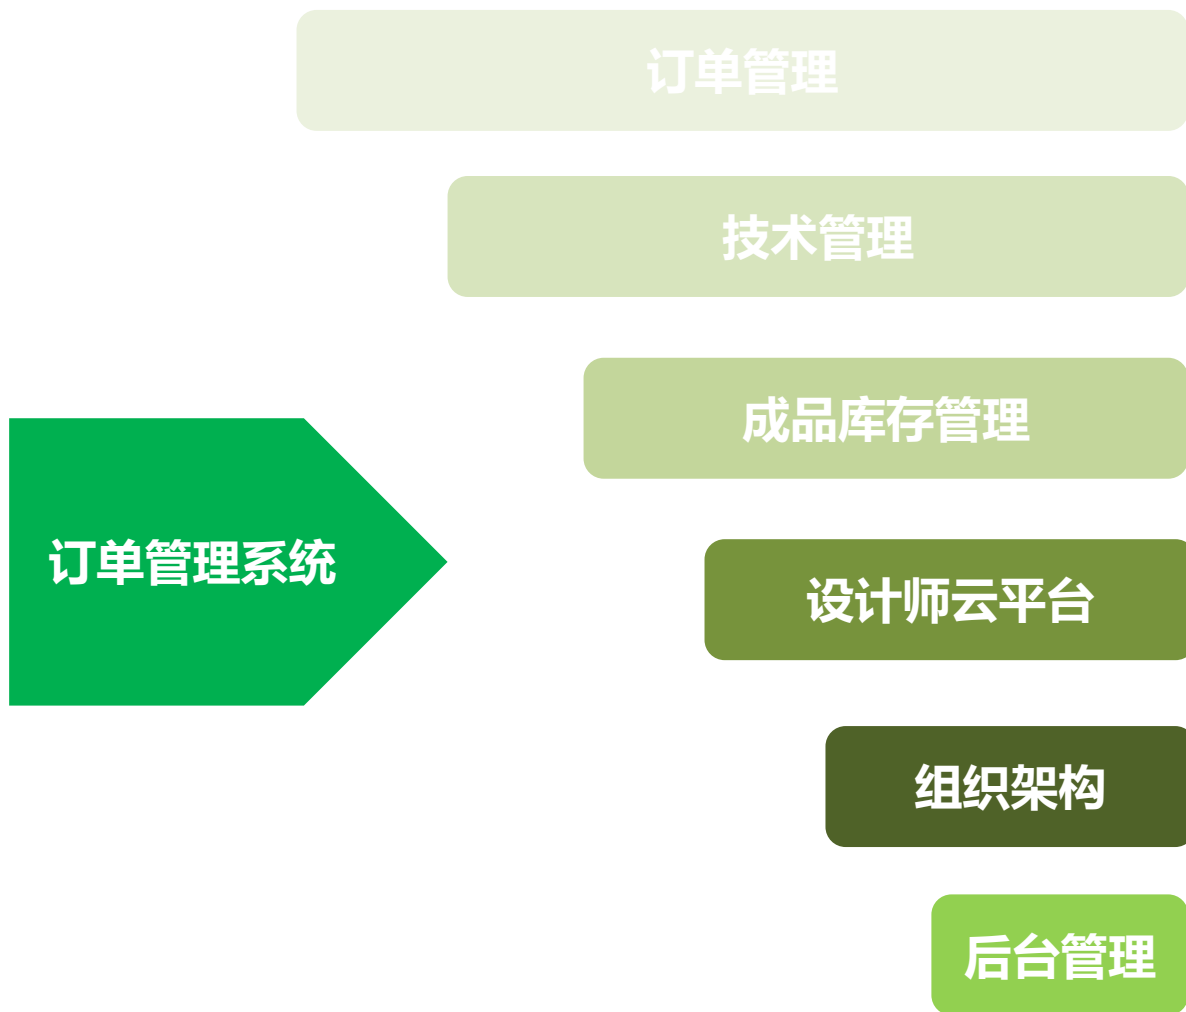 订单管理
技术管理
成品库存管理
订单管理系统
设计师云平台
组织架构
后台管理